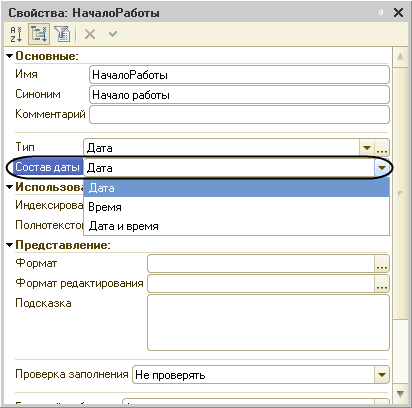 Свойства: НачалоРаботы
Основные:
Имя НачалоРаботы
Синоним Начало работы
Комментарий
Тип Дата
Состав даты Дата
Дата
Использова
Индексирова Время
Полнотексто Дата и время
Представление:
Формат
Формат редактирования
Подсказка
Проверка заполнения Не проверять